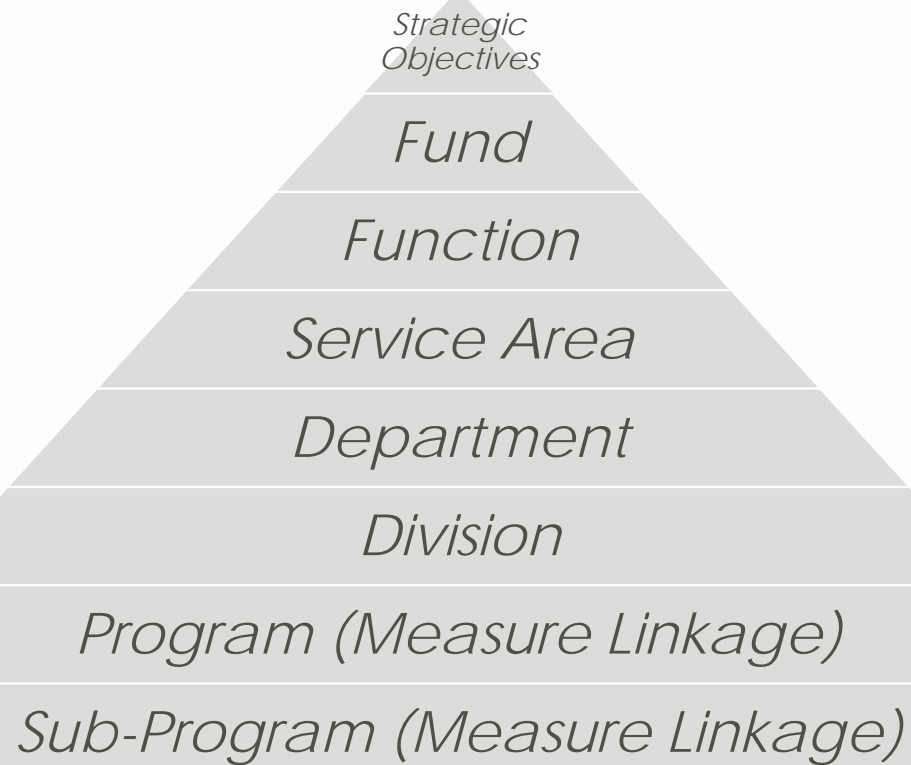 Strategic
Objectives
Fund
Function
Service Area
Department
Division
Program (Measure Linkage)
Sub-Program (Measure Linkage)